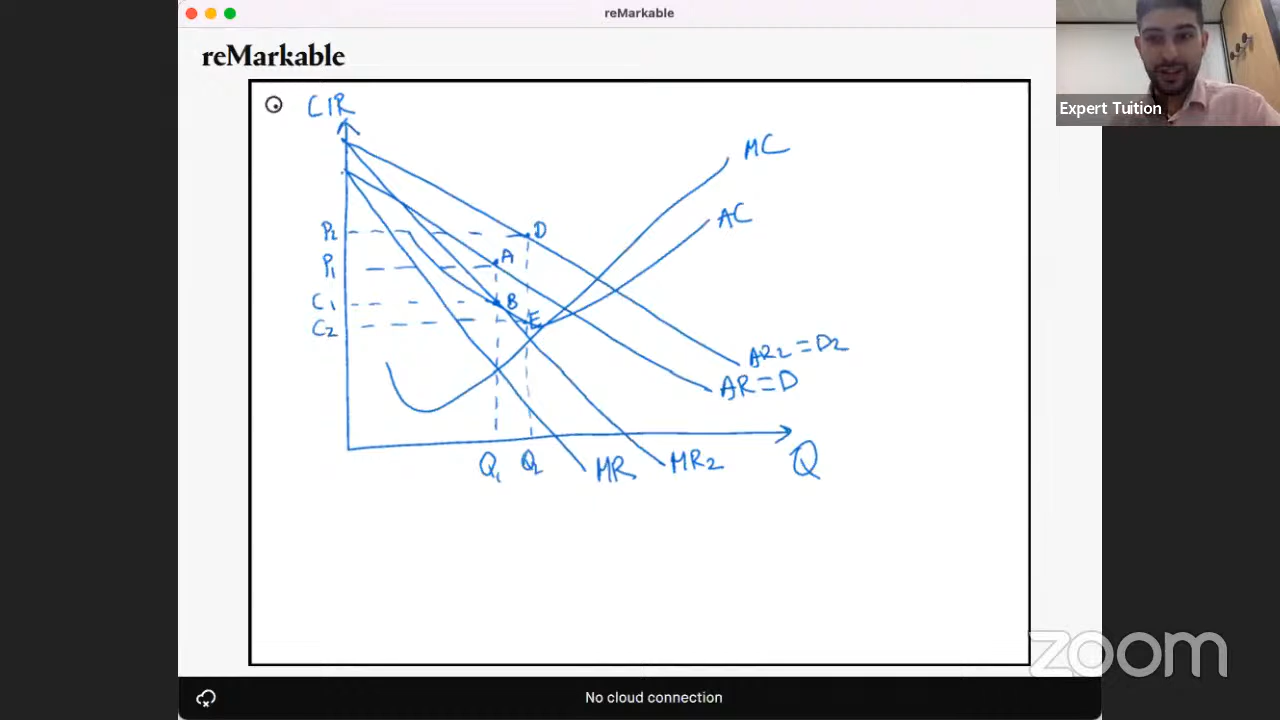 reMarkable
reMarkable
Expert Tuition
C/R
MC
AC
P2
D
P1
A
C1
B
C2
E
AR2 = D2
AR = D
Q1
Q2
MR
MR2
Q
zoom
No cloud connection